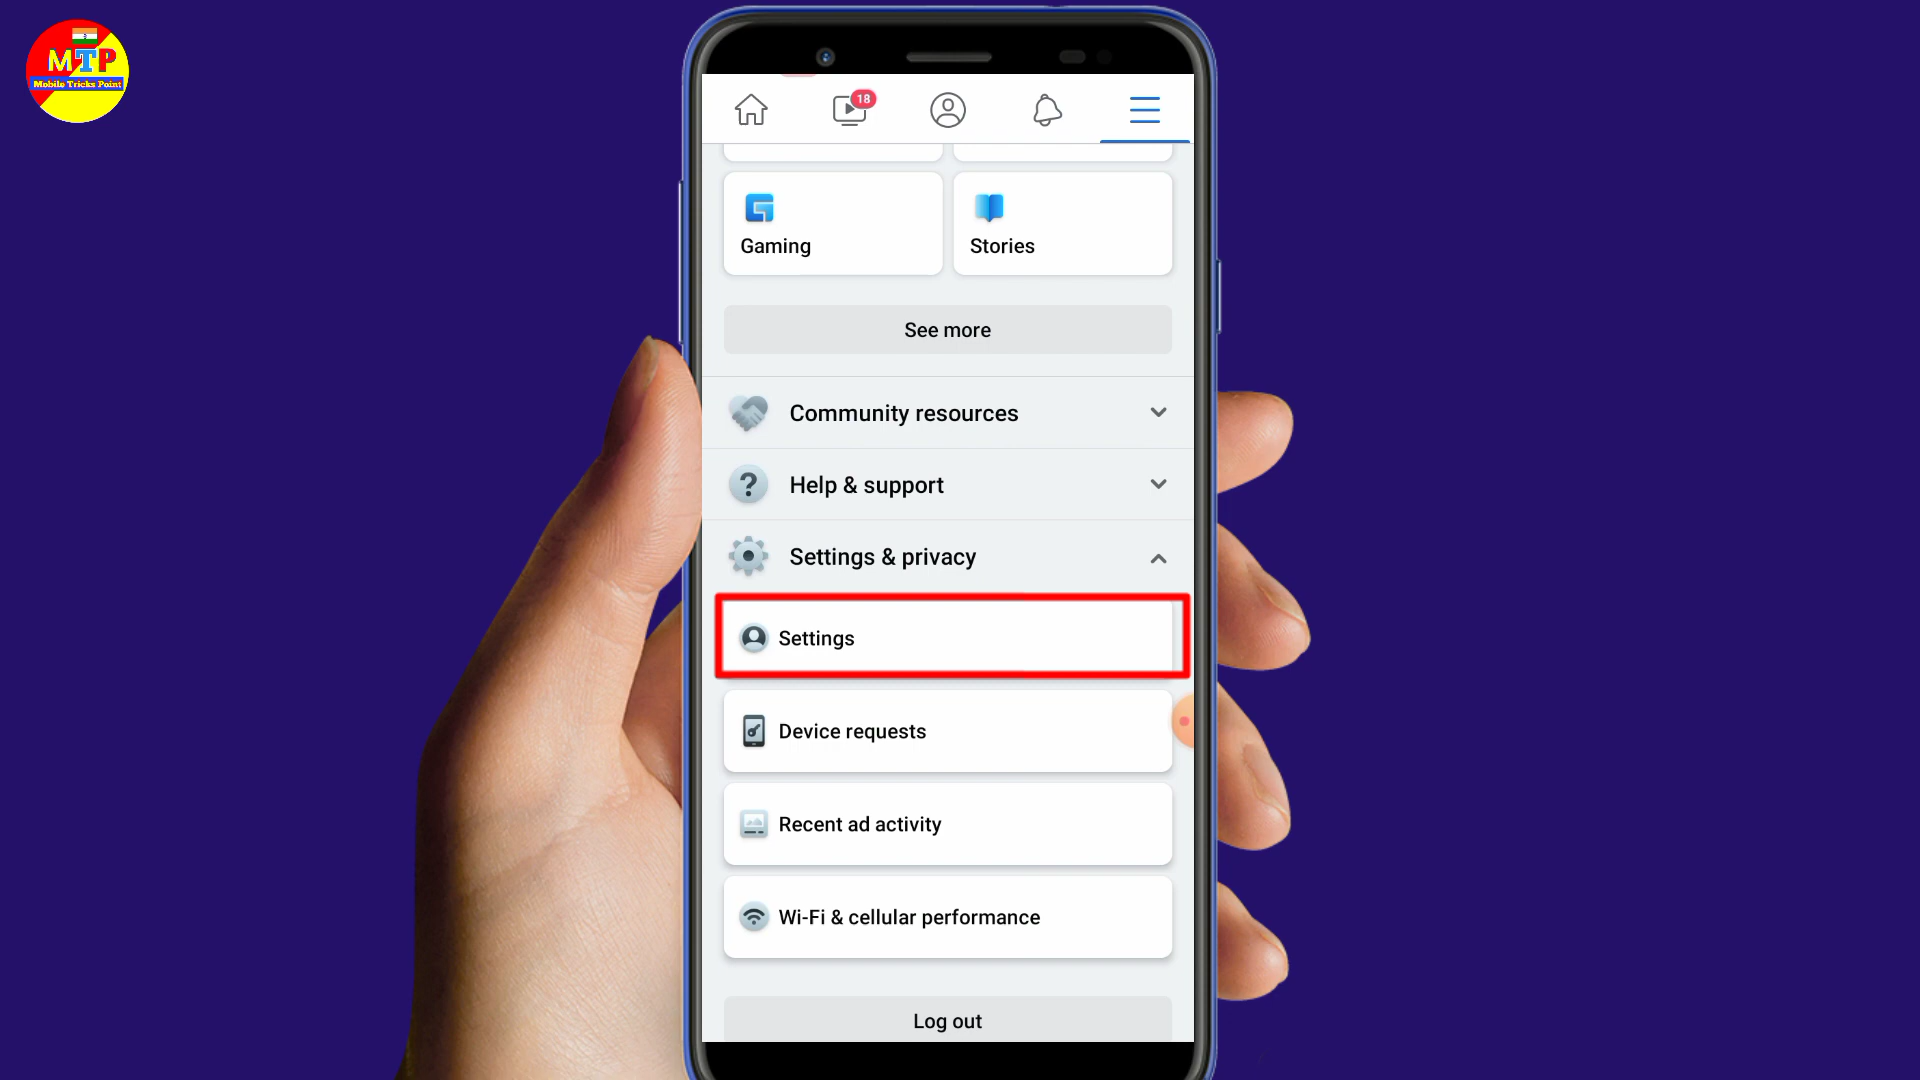 MTP
Mobile Tricks Point
18
Gaming
Stories
See more
Community resources
Help & support
Settings & privacy
Settings
Device requests
Recent ad activity
Wi-Fi & cellular performance
Log out